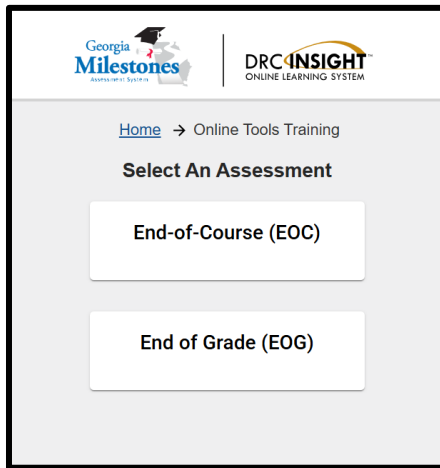 Georgia
Milestones
Assessment System
DRC INSIGHT™
ONLINE LEARNING SYSTEM
Home → Online Tools Training
Select An Assessment
End-of-Course (EOC)
End of Grade (EOG)